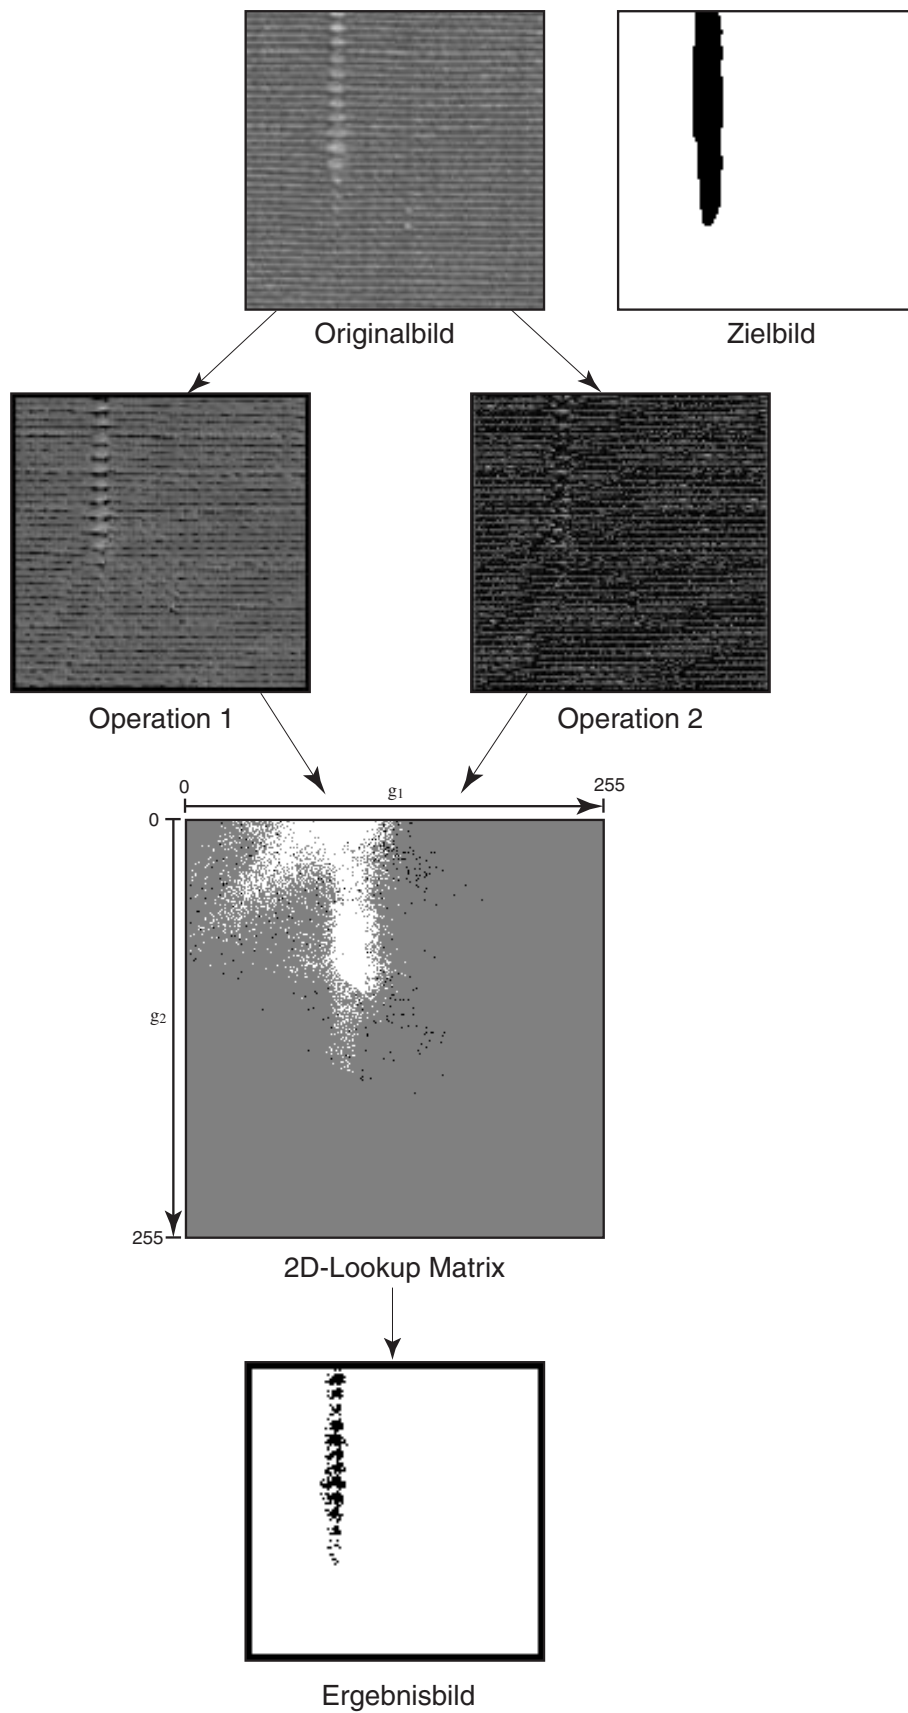 Originalbild
Zielbild
Operation 1
Operation 2
0
g1
255
0
g2
255
2D-Lookup Matrix
Ergebnisbild